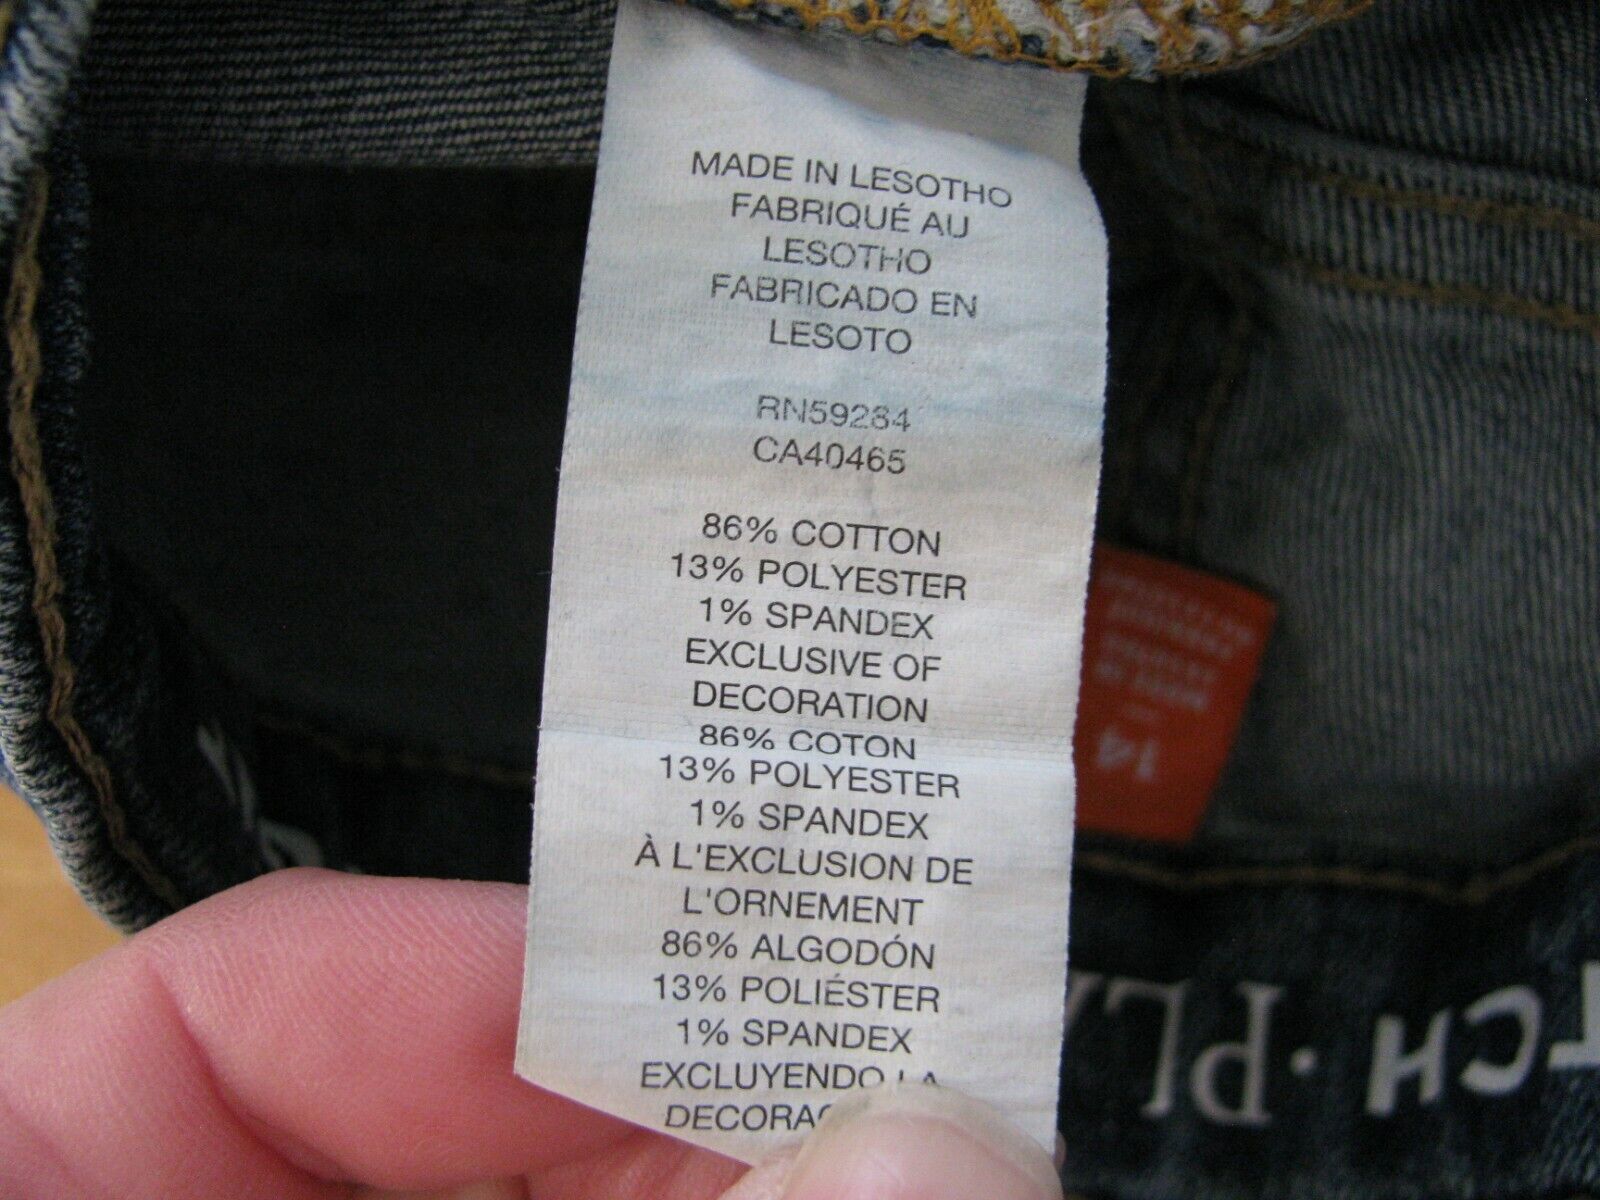 MADE IN LESOTHO
FABRIQUÉ AU
LESOTHO
FABRICADO EN
LESOTO
RN59284
CA40465
86% COTTON
13% POLYESTER
1% SPANDEX
EXCLUSIVE OF
DECORATION
86% COTON
13% POLYESTER
1% SPANDEX
À L'EXCLUSION DE
L'ORNEMENT
86% ALGODÓN
13% POLIÉSTER
1% SPANDEX
EXCLUYENDO LA
14